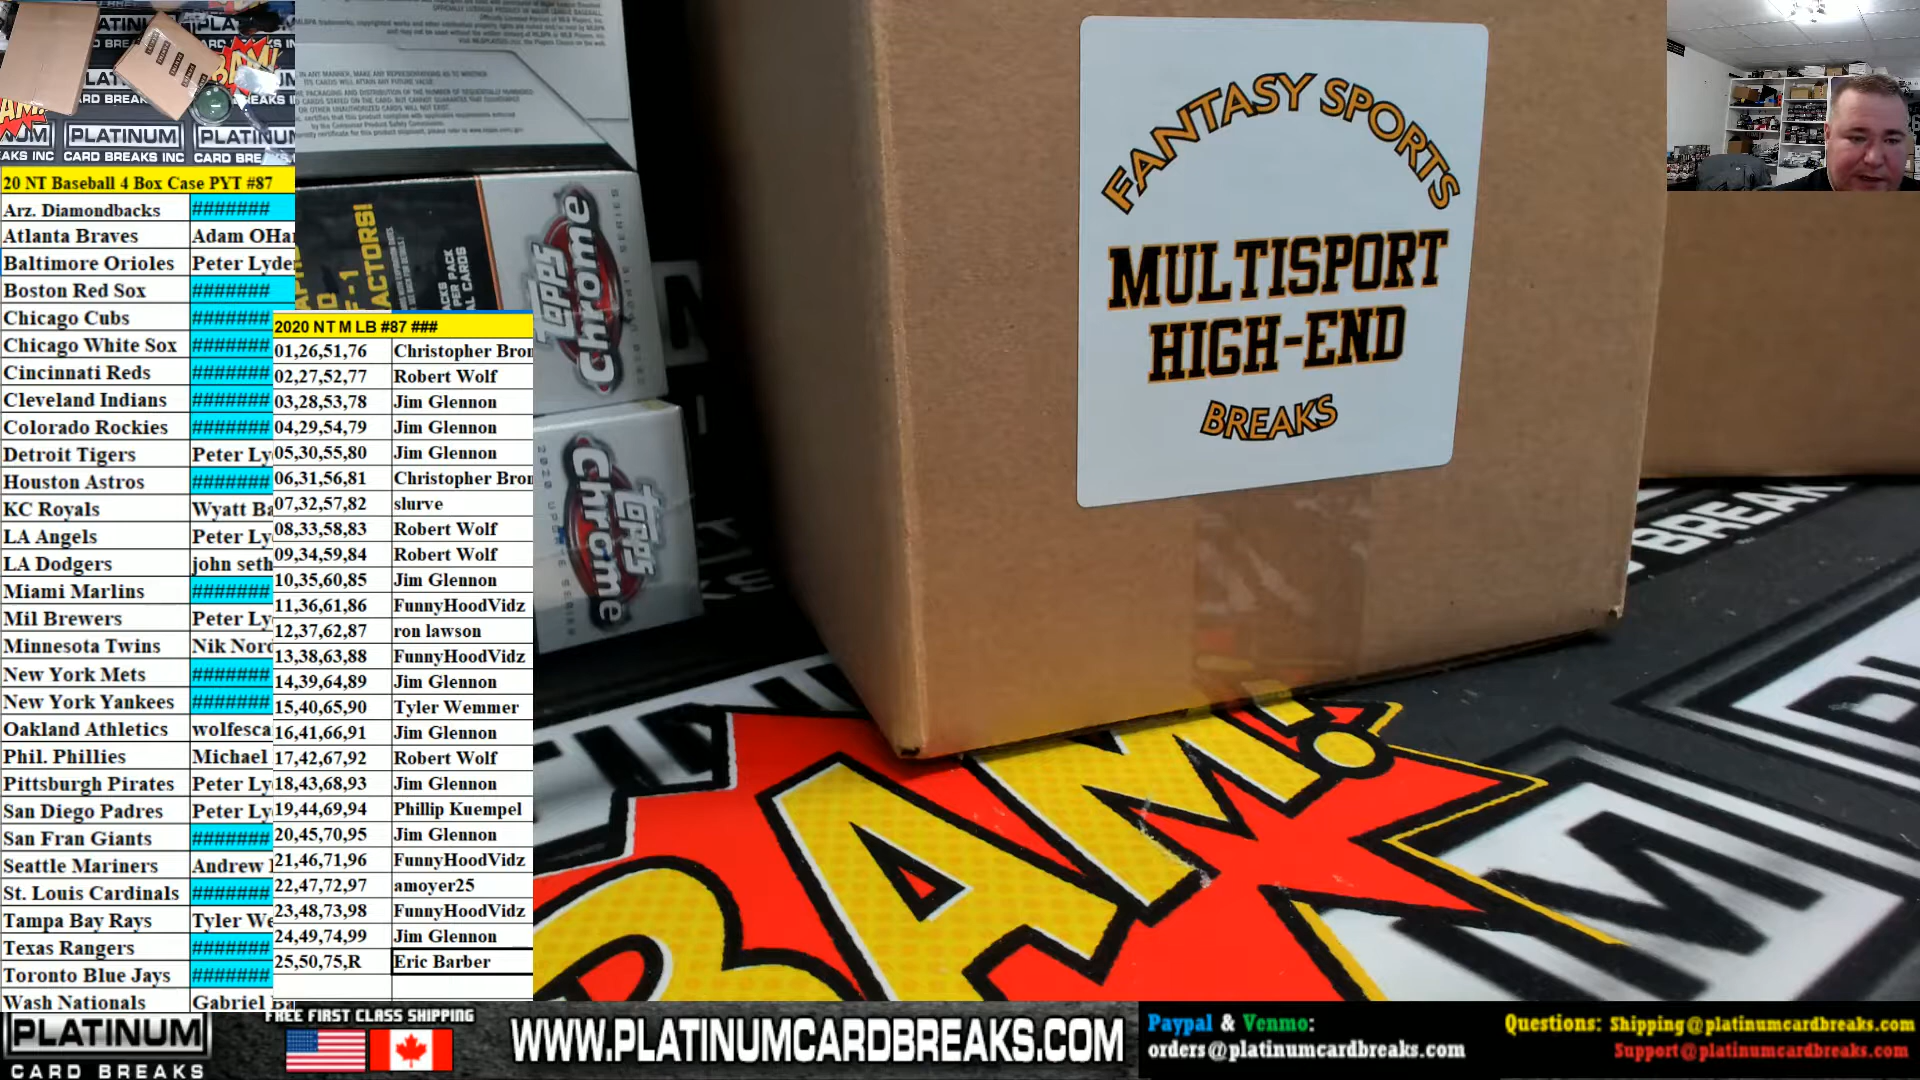 20 NT Baseball 4 Box Case PYT #87
Arz. Diamondbacks #######
Atlanta Braves Adam OHar
Baltimore Orioles Peter Lyder
Boston Red Sox #######
Chicago Cubs #######
Chicago White Sox #######
Cincinnati Reds #######
Cleveland Indians #######
Colorado Rockies #######
Detroit Tigers Peter Ly
Houston Astros #######
KC Royals Wyatt Ba
LA Angels Peter Ly
LA Dodgers john seth
Miami Marlins #######
Mil Brewers Peter Ly
Minnesota Twins Nik Nord
New York Mets #######
New York Yankees #######
Oakland Athletics wolfesca
Phil. Phillies Michael
Pittsburgh Pirates Peter Ly
San Diego Padres Peter Ly
San Fran Giants #######
Seattle Mariners Andrew
St. Louis Cardinals #######
Tampa Bay Rays Tyler We
Texas Rangers #######
Toronto Blue Jays #######
Wash Nationals Gabriel Ba
2020 NT MLB #87 ###
01,26,51,76 Christopher Bron
02,27,52,77 Robert Wolf
03,28,53,78 Jim Glennon
04,29,54,79 Jim Glennon
05,30,55,80 Jim Glennon
06,31,56,81 Christopher Bron
07,32,57,82 slurve
08,33,58,83 Robert Wolf
09,34,59,84 Robert Wolf
10,35,60,85 Jim Glennon
11,36,61,86 FunnyHoodVidz
12,37,62,87 ron lawson
13,38,63,88 FunnyHoodVidz
14,39,64,89 Jim Glennon
15,40,65,90 Tyler Wemmer
16,41,66,91 Jim Glennon
17,42,67,92 Robert Wolf
18,43,68,93 Jim Glennon
19,44,69,94 Phillip Kuempel
20,45,70,95 Jim Glennon
21,46,71,96 FunnyHoodVidz
22,47,72,97 amoyer25
23,48,73,98 FunnyHoodVidz
24,49,74,99 Jim Glennon
25,50,75,R Eric Barber
Topps Chrome
Topps Chrome
FANTASY SPORTS
MULTISPORT
HIGH-END
BREAKS
BREAK
BAM!
PLATINUM
CARD BREAKS INC
PLATINUM
CARD BREAKS
FREE FIRST CLASS SHIPPING
WWW.PLATINUMCARDBREAKS.COM
Paypal & Venmo:
orders@platinumcardbreaks.com
Questions: Shipping@platinumcardbreaks.com
Support@platinumcardbreaks.com